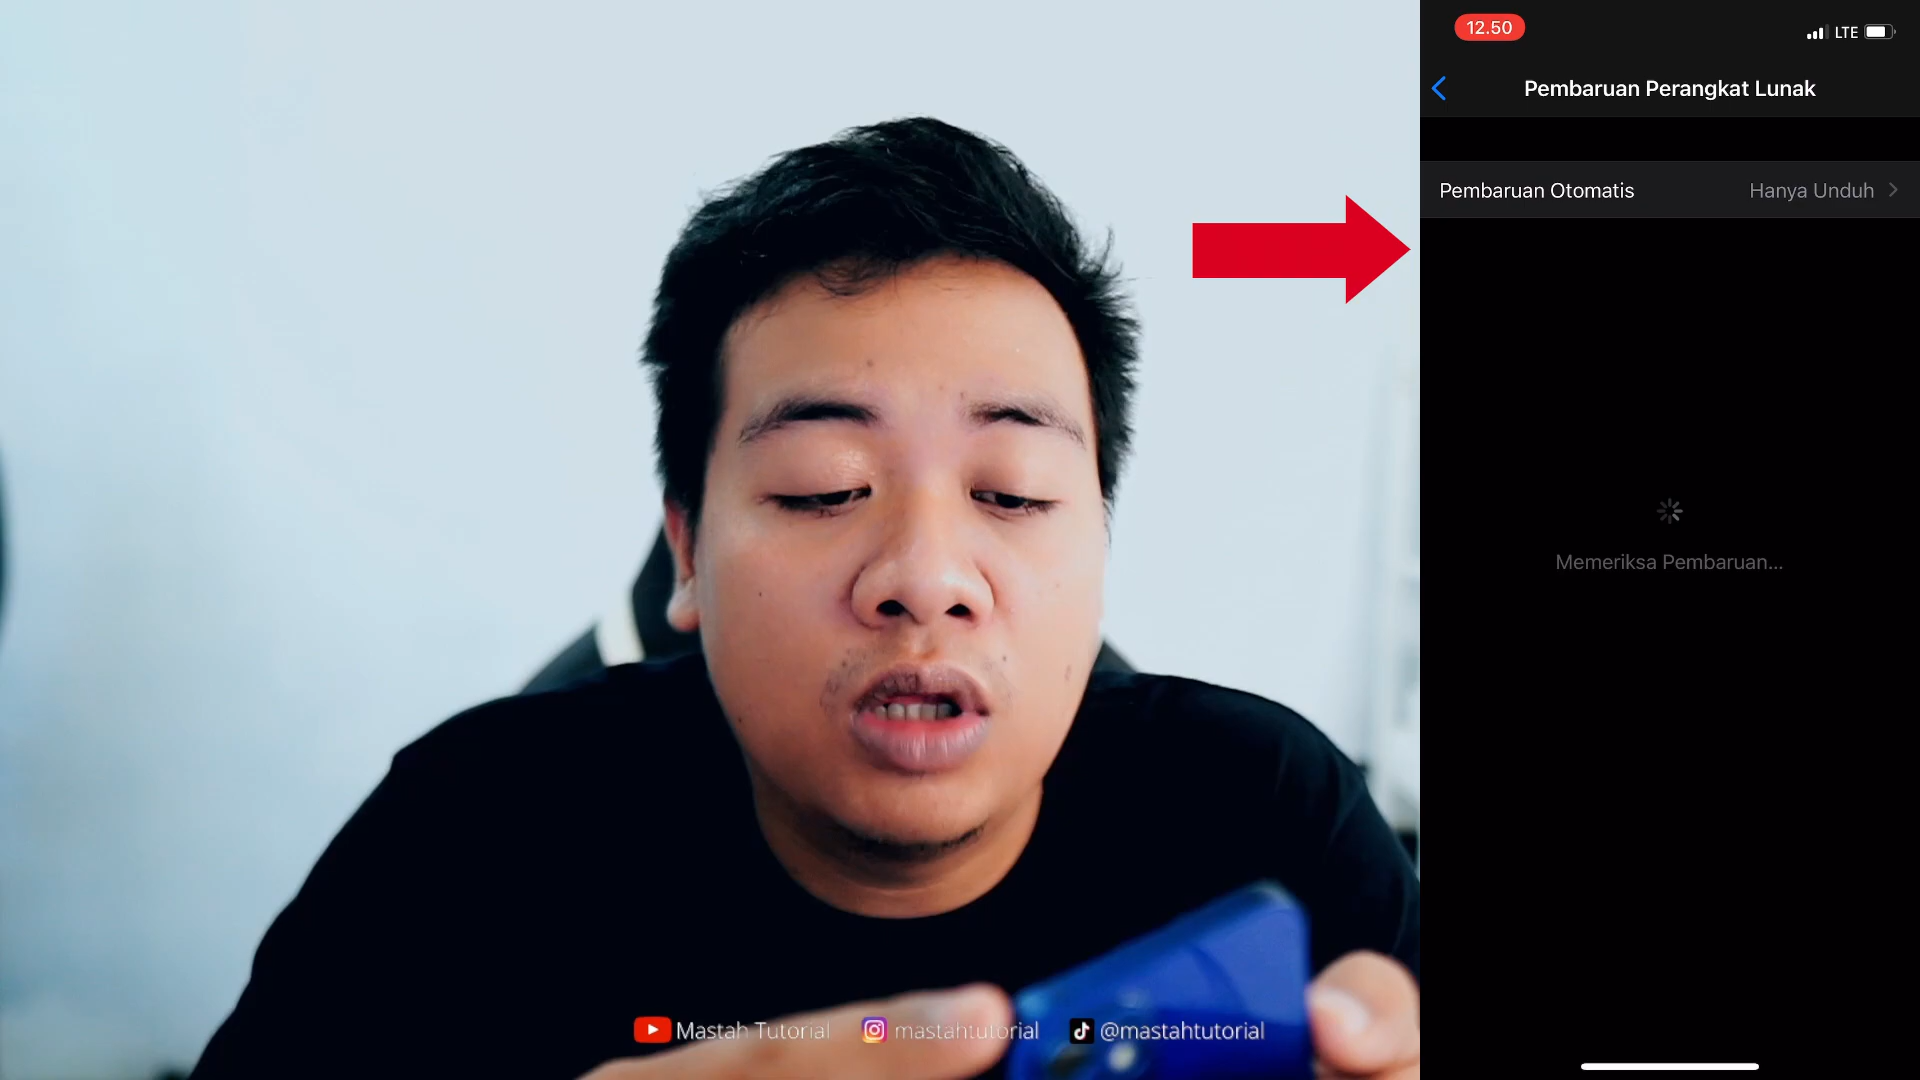 12.50
LTE
Pembaruan Perangkat Lunak
Pembaruan Otomatis
Hanya Unduh
Memeriksa Pembaruan...
Mastah Tutorial
mastahtutorial
@mastahtutorial